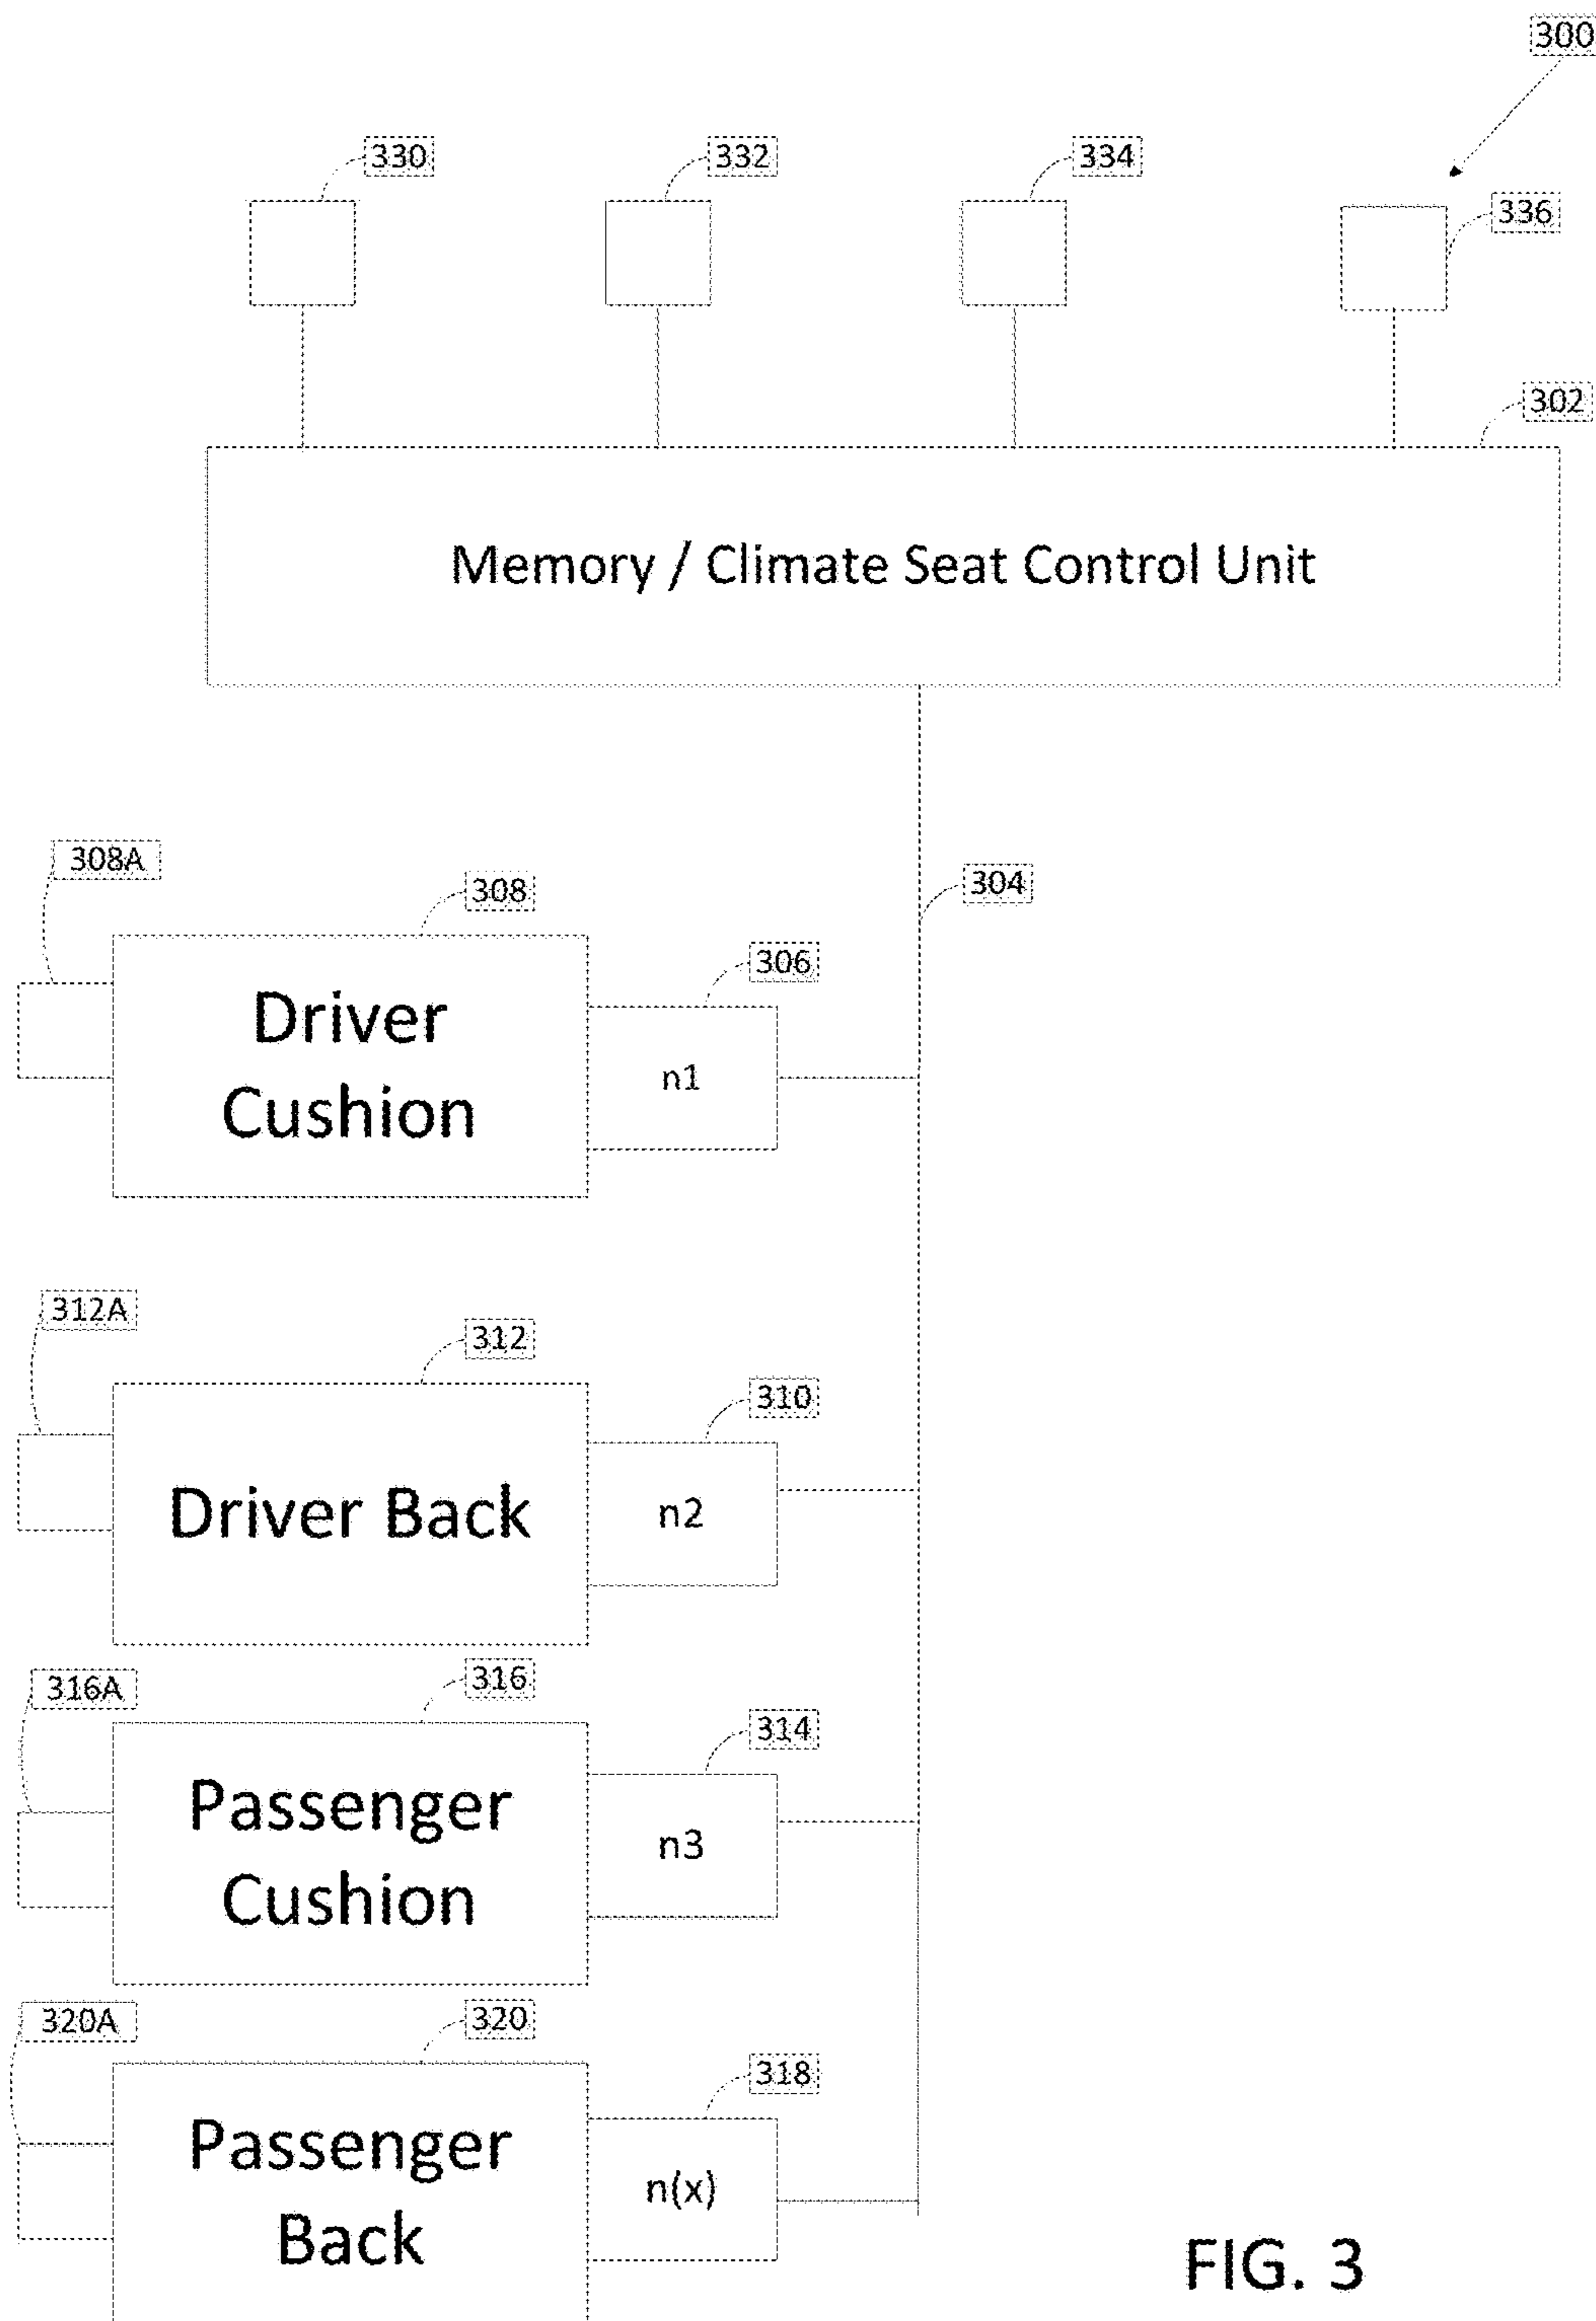 300
330
332
334
336
302
Memory / Climate Seat Control Unit
308A
308
304
306
Driver
Cushion
n1
312A
312
310
Driver Back
n2
316A
316
314
Passenger
Cushion
n3
320A
320
318
Passenger
Back
n(x)
FIG. 3